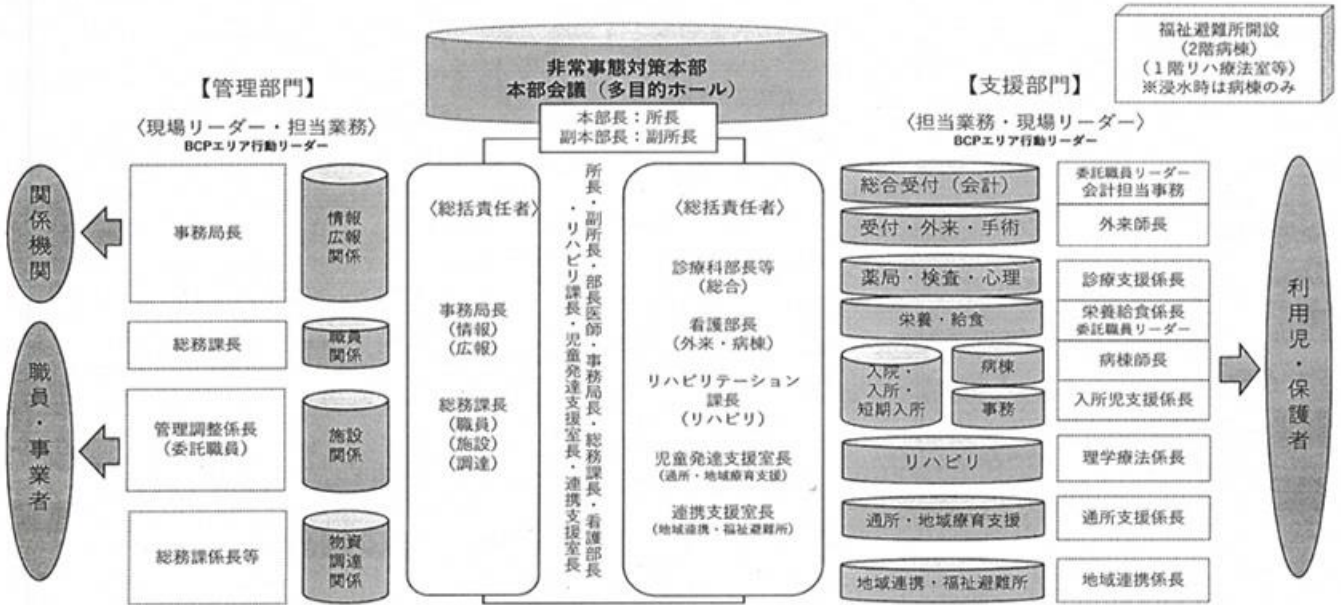 福祉避難所開設
(2階病棟)
(1階リハ療法室等)
※浸水時は病棟のみ
非常事態対策本部
本部会議（多目的ホール）
本部長：所長
副本部長：副所長
【管理部門】
〈現場リーダー・担当業務〉
BCPエリア行動リーダー
関係機関
職員・事業者
事務局長
情報
広報
関係
総務課長
職員
関係
管理調整係長
(委託職員)
施設
関係
総務課係長等
物資
調達
関係
〈総括責任者〉
事務局長
(情報)
(広報)
総務課長
(職員)
(施設)
(調達)
所長・副所長・部長医師・事務局長・総務課長・看護部長
・リハビリ課長・児童発達支援室長・連携支援室長
〈総括責任者〉
診療科部長等
(総合)
看護部長
(外来・病棟)
リハビリテーション
課長
(リハビリ)
児童発達支援室長
(通所・地域療育支援)
連携支援室長
(地域連携・福祉避難所)
【支援部門】
〈担当業務・現場リーダー〉
BCPエリア行動リーダー
総合受付（会計）
委託職員リーダー
会計担当事務
受付・外来・手術
外来師長
薬局・検査・心理
診療支援係長
栄養・給食
栄養給食係長
委託職員リーダー
入院・
入所・
短期入所
病棟
病棟師長
事務
入所児支援係長
リハビリ
理学療法係長
通所・地域療育支援
通所支援係長
地域連携・福祉避難所
地域連携係長
利用児・保護者